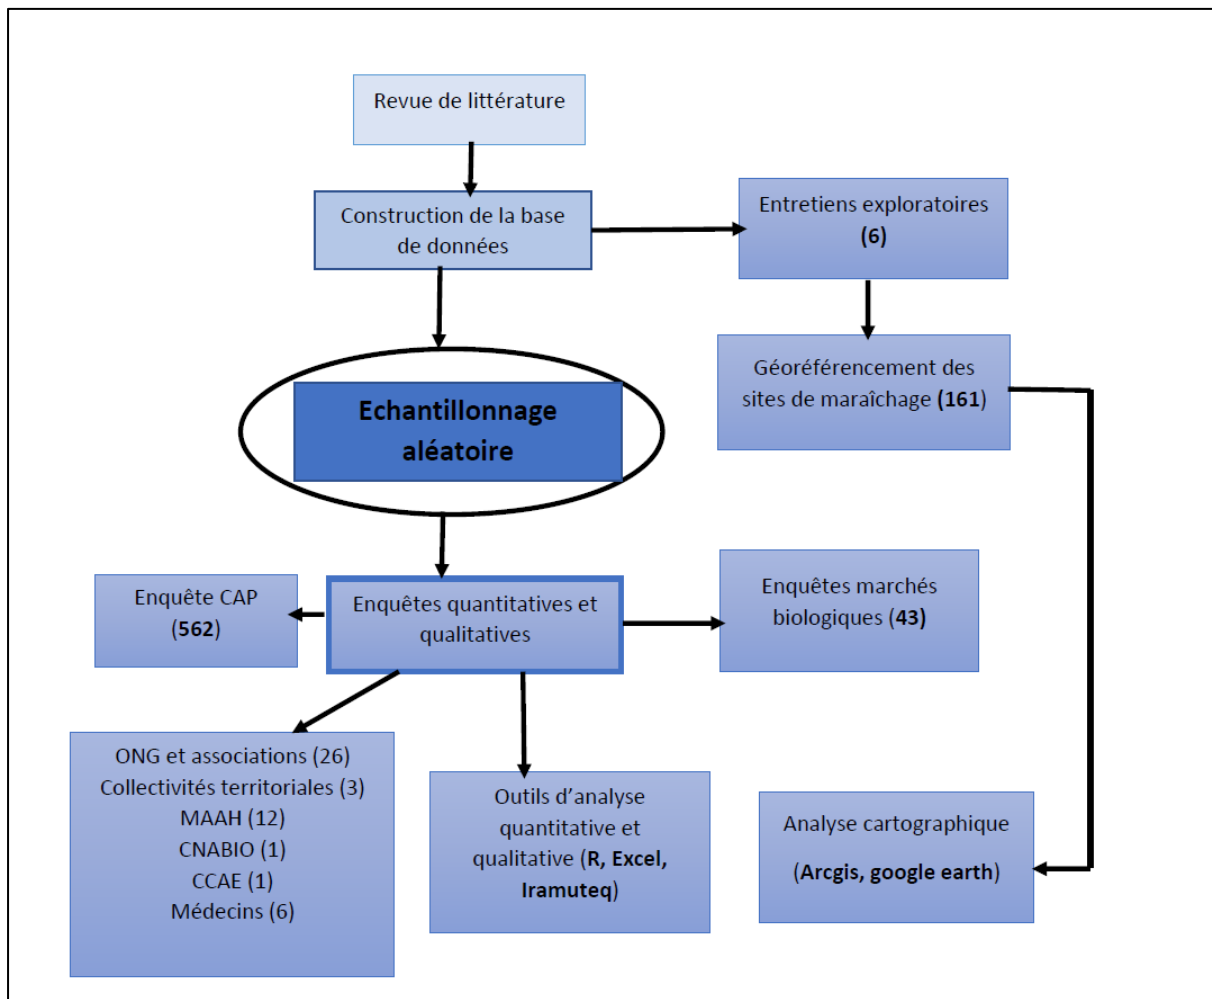 Revue de littérature
Construction de la base
de données
Entretiens exploratoires
(6)
Géoréférencement des
sites de maraîchage (161)
Echantillonnage
aléatoire
Enquête CAP
(562)
Enquêtes quantitatives et
qualitatives
Enquêtes marchés
biologiques (43)
ONG et associations (26)
Collectivités territoriales (3)
MAAH (12)
CNABIO (1)
CCAE (1)
Médecins (6)
Outils d’analyse
quantitative et
qualitative (R, Excel,
Iramuteq)
Analyse cartographique
(Arcgis, google earth)